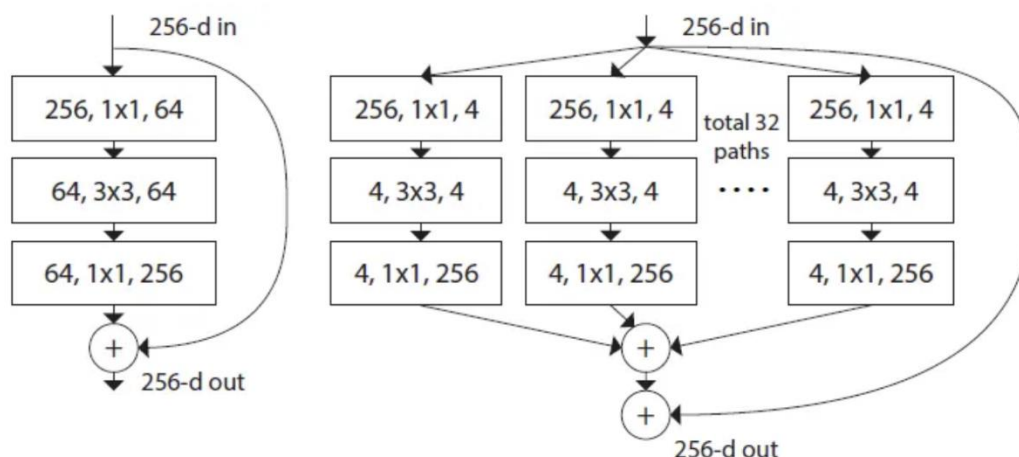 256-d in
256, 1x1, 64
64, 3x3, 64
64, 1x1, 256
+
256-d out
256-d in
256, 1x1, 4
256, 1x1, 4
total 32
paths
....
256, 1x1, 4
4, 3x3, 4
4, 3x3, 4
4, 3x3, 4
4, 1x1, 256
4, 1x1, 256
4, 1x1, 256
+
+
256-d out